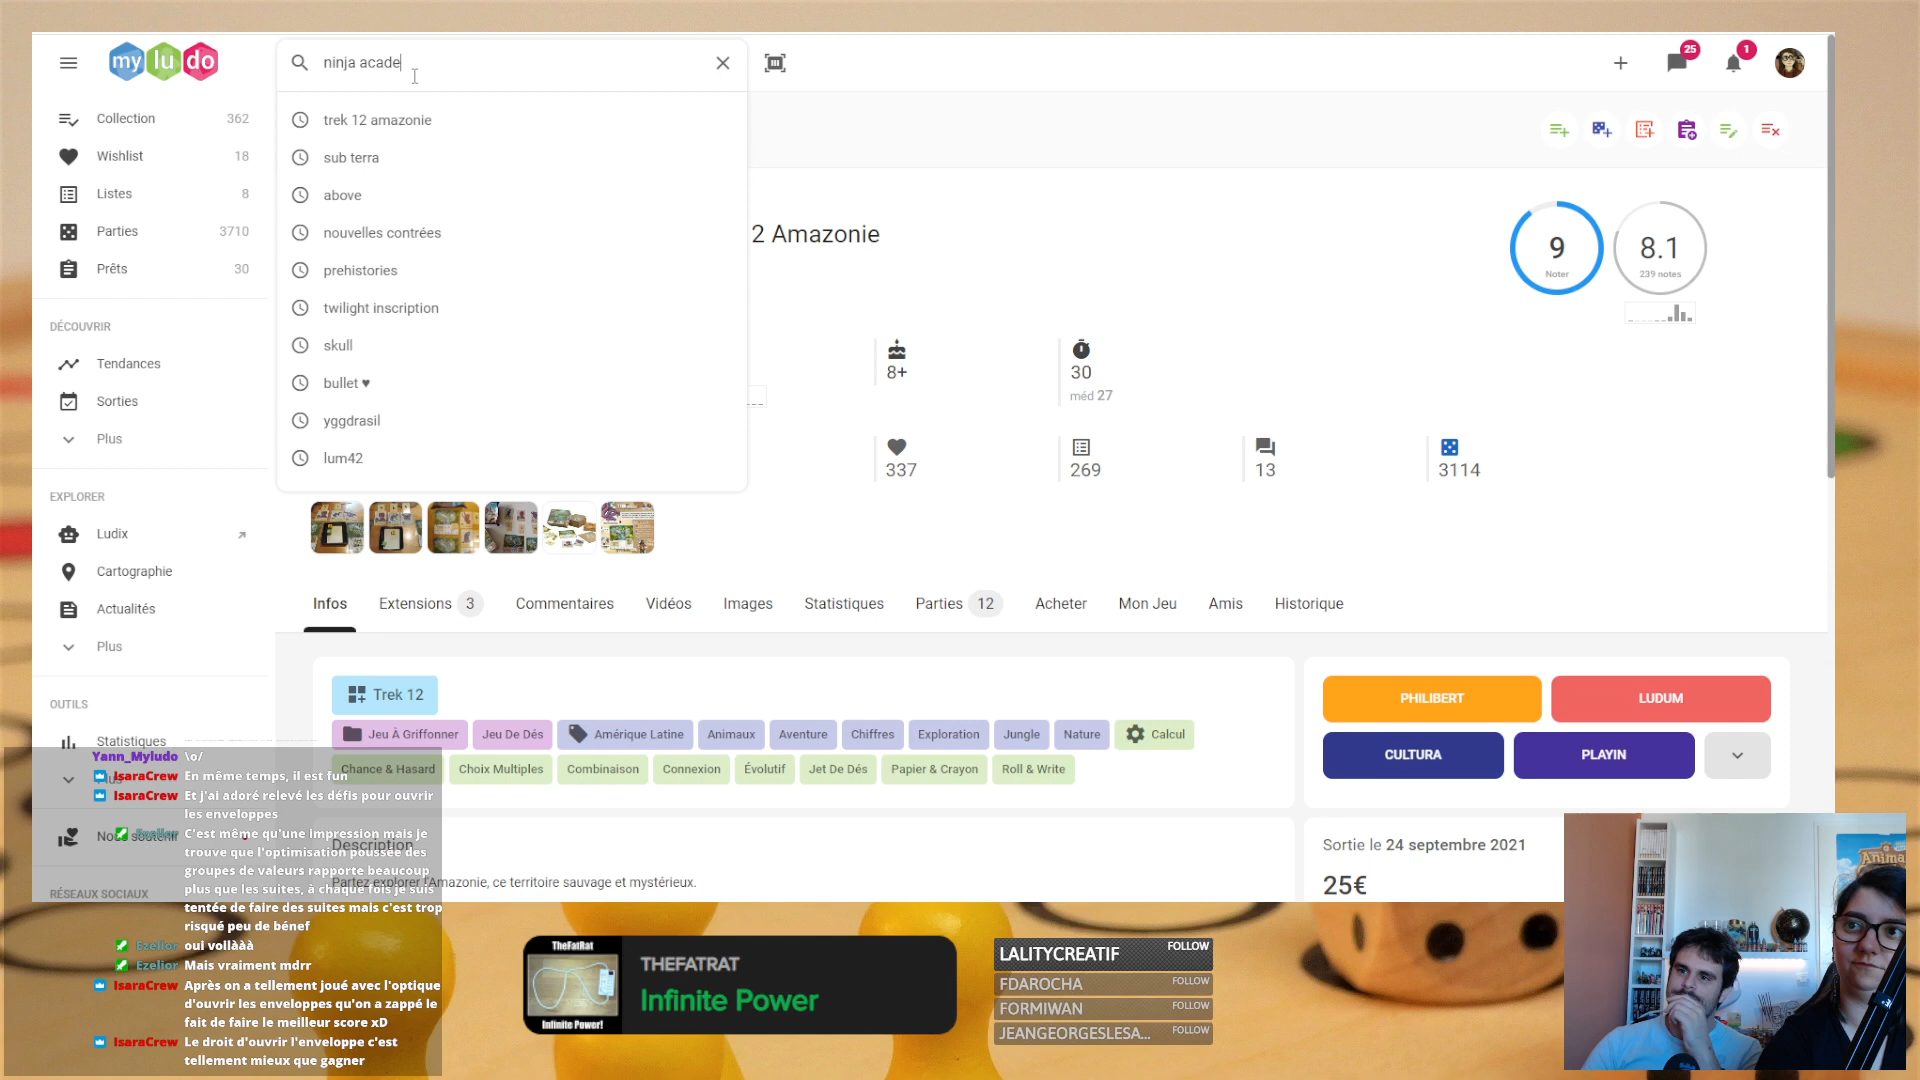 myludo
ninja acade
25
1
Collection 362
Wishlist 18
Listes 8
Parties 3710
Prêts 30
DÉCOUVRIR
Tendances
Sorties
Plus
EXPLORER
Ludix
Cartographie
Actualités
Plus
OUTILS
Statistiques
RÉSEAUX SOCIAUX
trek 12 amazonie
sub terra
above
nouvelles contrées
prehistories
twilight inscription
skull
bullet ♥
yggdrasil
lum42
2 Amazonie
9
Noter
8.1
239 notes
8+
30
méd 27
337
269
13
3114
Infos
Extensions 3
Commentaires
Vidéos
Images
Statistiques
Parties 12
Acheter
Mon Jeu
Amis
Historique
Trek 12
Jeu À Griffonner
Jeu De Dés
Amérique Latine
Animaux
Aventure
Chiffres
Exploration
Jungle
Nature
Calcul
Chance & Hasard
Choix Multiples
Combinaison
Connexion
Évolutif
Jet De Dés
Papier & Crayon
Roll & Write
PHILIBERT
LUDUM
CULTURA
PLAYIN
Description
Partez explorer l'Amazonie, ce territoire sauvage et mystérieux.
Sortie le 24 septembre 2021
25€
Yann_Myludo \o/
IsaraCrew En même temps, il est fun
IsaraCrew Et j'ai adoré relevé les défis pour ouvrir
les enveloppes
Ezelior C'est même qu'une impression mais je
trouve que l'optimisation poussée des
groupes de valeurs rapporte beaucoup
plus que les suites, à chaque fois je suis
tentée de faire des suites mais c'est trop
risqué peu de bénef
Ezelior oui vollààà
Ezelior Mais vraiment mdrr
IsaraCrew Après on a tellement joué avec l'optique
d'ouvrir les enveloppes qu'on a zappé le
fait de faire le meilleur score xD
IsaraCrew Le droit d'ouvrir l'enveloppe c'est
tellement mieux que gagner
TheFatRat
Infinite Power!
THEFATRAT
Infinite Power
LALITYCREATIF FOLLOW
FDAROCHA FOLLOW
FORMIWAN FOLLOW
JEANGEORGESLESA... FOLLOW
Anima